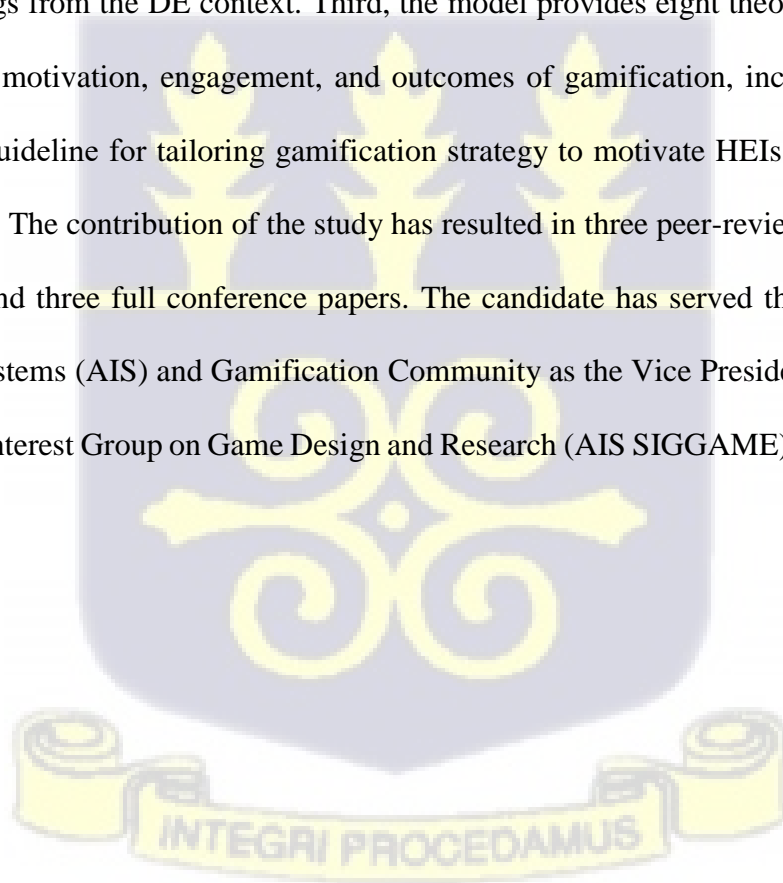 gs from the DE context. Third, the model provides eight theo
motivation, engagement, and outcomes of gamification, inc
uideline for tailoring gamification strategy to motivate HEIs
The contribution of the study has resulted in three peer-revie
nd three full conference papers. The candidate has served th
stems (AIS) and Gamification Community as the Vice Preside
nterest Group on Game Design and Research (AIS SIGGAME)
INTEGRI PROCEDAMUS